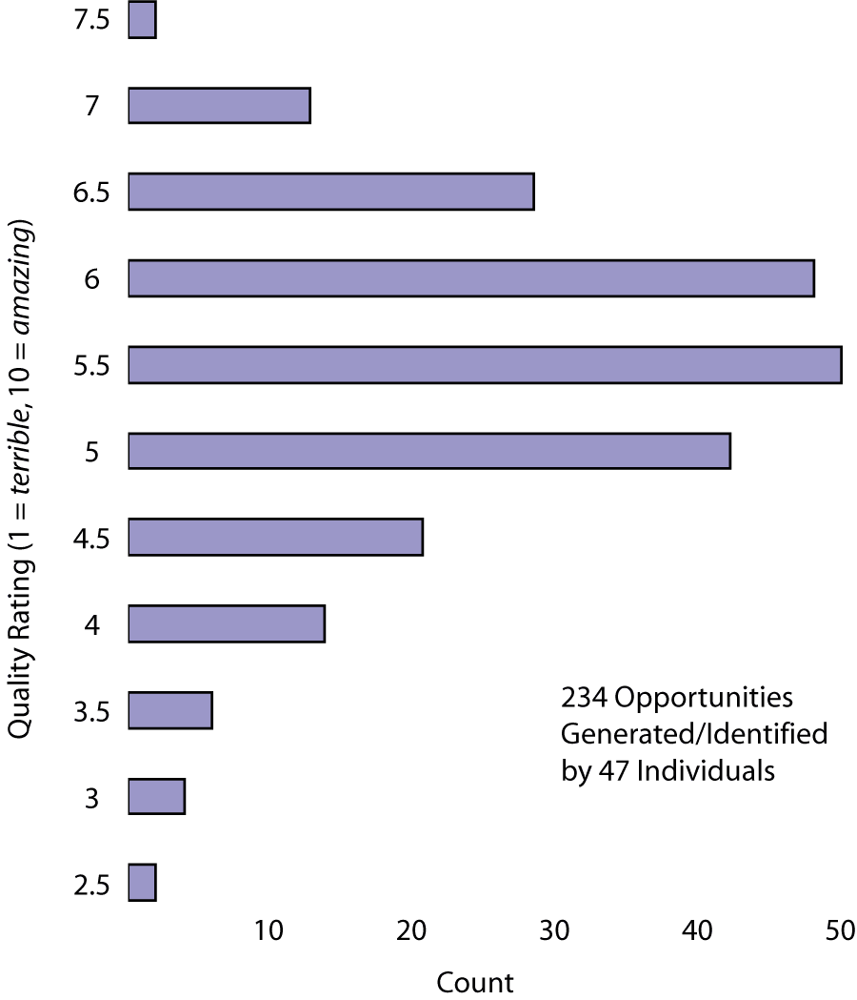 Quality Rating (1 = terrible, 10 = amazing)
7.5
7
6.5
6
5.5
5
4.5
4
3.5
3
2.5
234 Opportunities
Generated/Identified
by 47 Individuals
10 20 30 40 50
Count